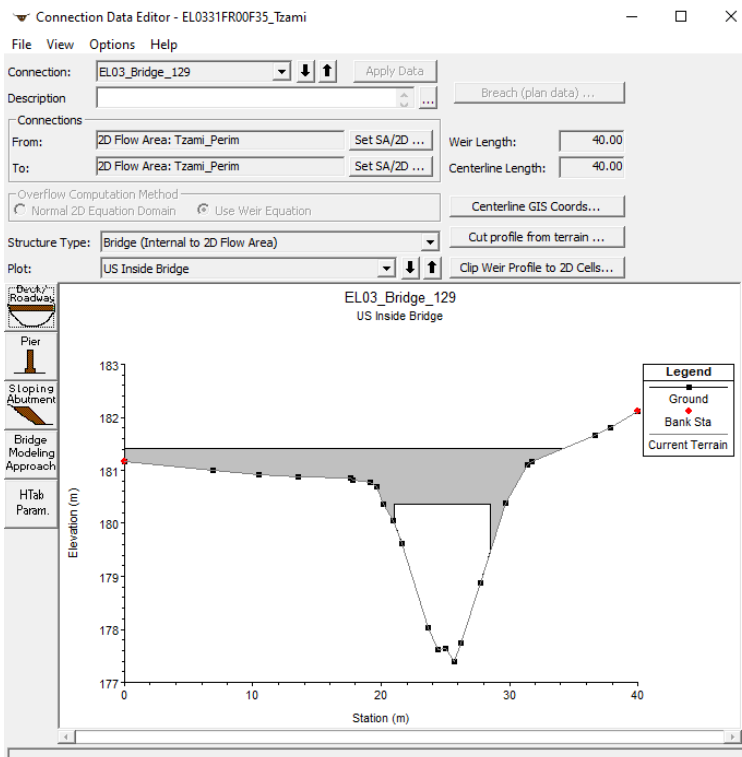 Connection Data Editor - EL0331FR00F35_Tzami
File View Options Help
Connection: EL03_Bridge_129 Apply Data
Description ... Breach (plan data) ...
Connections
From: 2D Flow Area: Tzami_Perim Set SA/2D ... Weir Length: 40.00
To: 2D Flow Area: Tzami_Perim Set SA/2D ... Centerline Length: 40.00
Overflow Computation Method
Normal 2D Equation Domain Use Weir Equation Centerline GIS Coords...
Structure Type: Bridge (Internal to 2D Flow Area) Cut profile from terrain ...
Plot: US Inside Bridge Clip Weir Profile to 2D Cells...
Deck/
Roadway
Pier
Sloping
Abutment
Bridge
Modeling
Approach
HTab
Param.
EL03_Bridge_129
US Inside Bridge
183
182
181
180
179
178
177
Elevation (m)
0 10 20 30 40
Station (m)
Legend
Ground
Bank Sta
Current Terrain